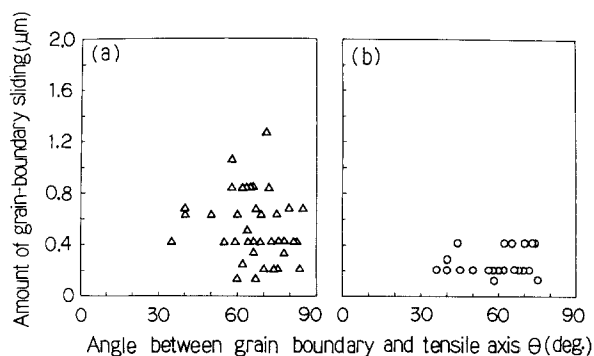 Amount of grain-boundary sliding(μm)
2.0
1.6
1.2
0.8
0.4
0
(a)
(b)
0 30 60 90
0 30 60 90
Angle between grain boundary and tensile axis θ(deg.)